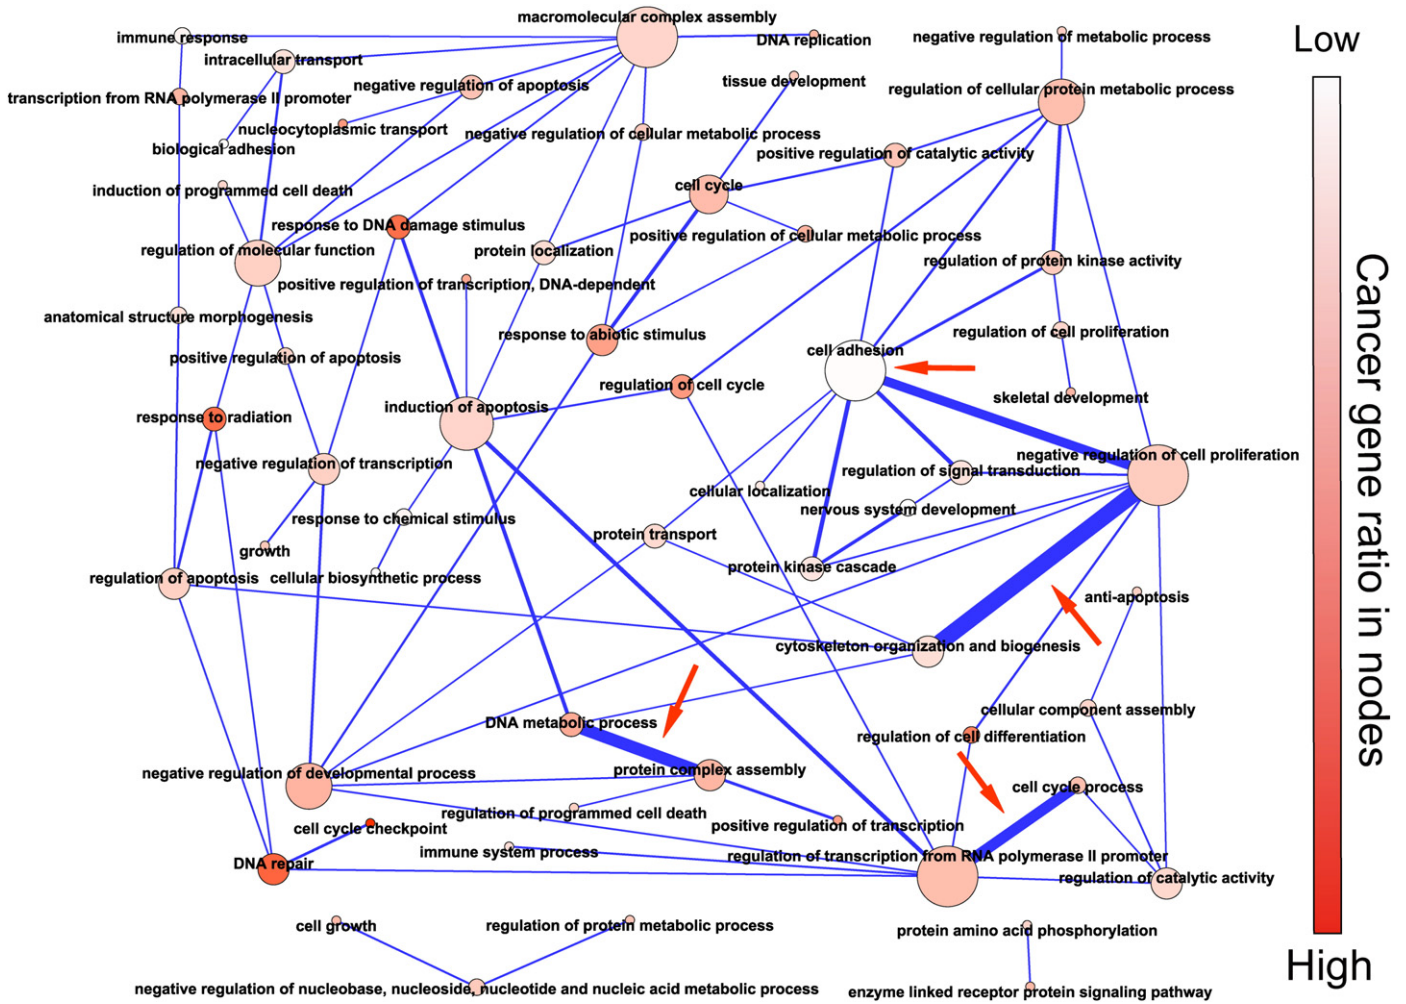 macromolecular complex assembly
immune response
DNA replication
negative regulation of metabolic process
Low
intracellular transport
tissue development
negative regulation of apoptosis
regulation of cellular protein metabolic process
transcription from RNA polymerase II promoter
nucleocytoplasmic transport
negative regulation of cellular metabolic process
biological adhesion
positive regulation of catalytic activity
induction of programmed cell death
cell cycle
response to DNA damage stimulus
positive regulation of cellular metabolic process
regulation of molecular function
protein localization
regulation of protein kinase activity
positive regulation of transcription, DNA-dependent
anatomical structure morphogenesis
response to abiotic stimulus
regulation of cell proliferation
cell adhesion
positive regulation of apoptosis
regulation of cell cycle
skeletal development
induction of apoptosis
response to radiation
negative regulation of cell proliferation
negative regulation of transcription
regulation of signal transduction
cellular localization
nervous system development
response to chemical stimulus
protein transport
growth
protein kinase cascade
regulation of apoptosis
cellular biosynthetic process
anti-apoptosis
cytoskeleton organization and biogenesis
cellular component assembly
DNA metabolic process
regulation of cell differentiation
negative regulation of developmental process
protein complex assembly
cell cycle process
regulation of programmed cell death
positive regulation of transcription
cell cycle checkpoint
immune system process
regulation of transcription from RNA polymerase II promoter
DNA repair
regulation of catalytic activity
cell growth
regulation of protein metabolic process
protein amino acid phosphorylation
negative regulation of nucleobase, nucleoside, nucleotide and nucleic acid metabolic process
enzyme linked receptor protein signaling pathway
Cancer gene ratio in nodes
High